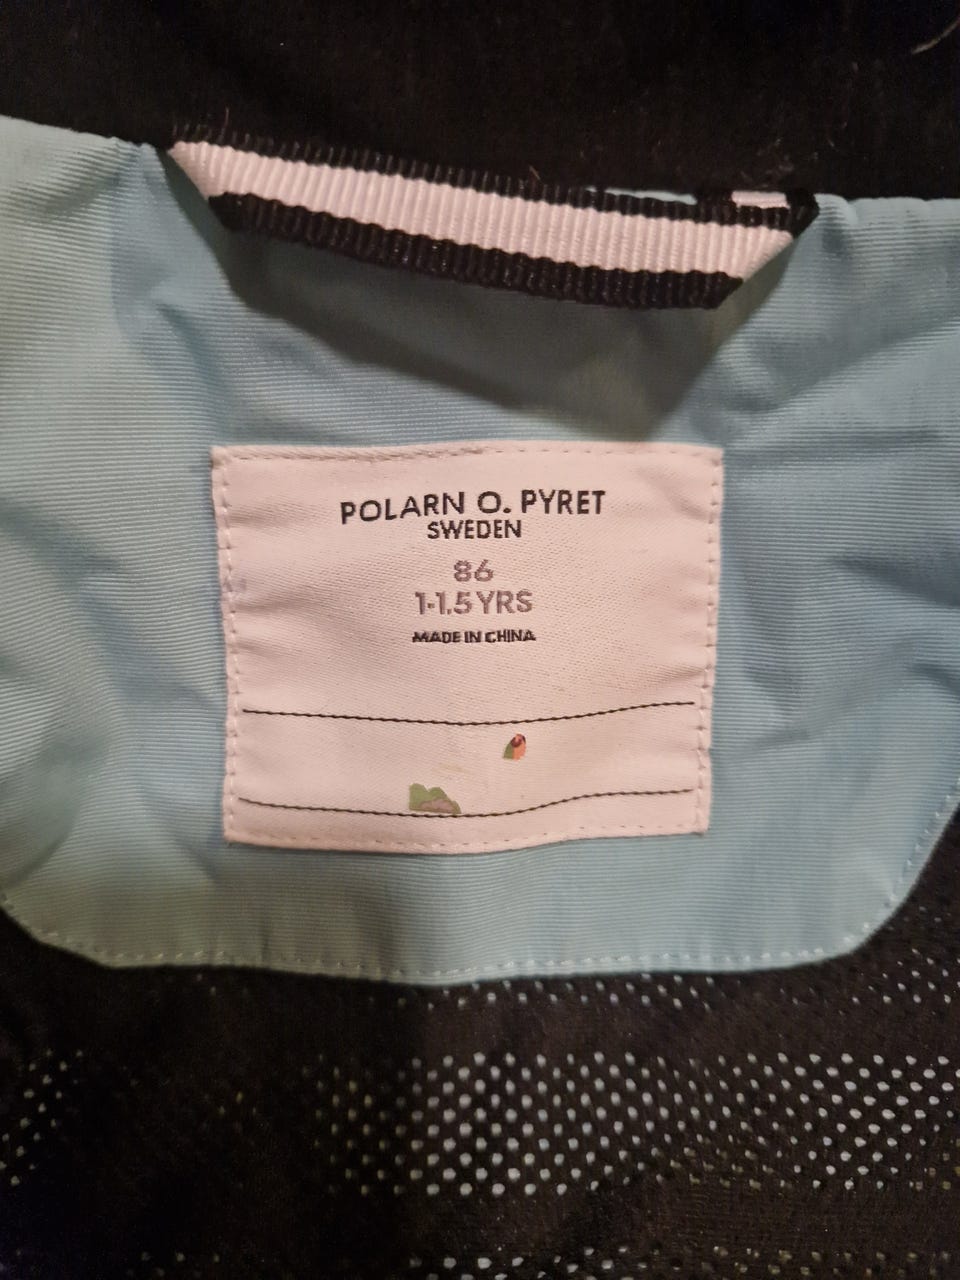 POLARN O. PYRET
SWEDEN
86
1-1.5 YRS
MADE IN CHINA